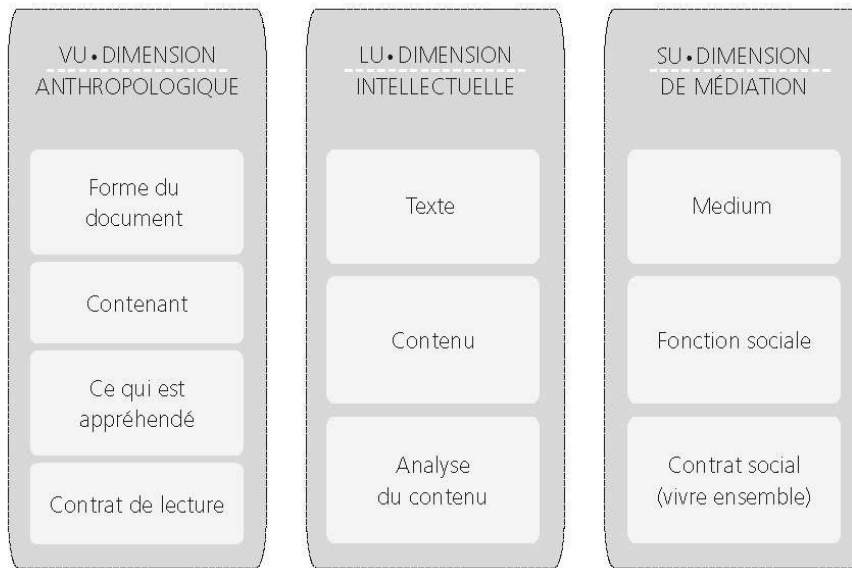 VU • DIMENSION
ANTHROPOLOGIQUE
Forme du
document
Contenant
Ce qui est
appréhendé
Contrat de lecture
LU • DIMENSION
INTELLECTUELLE
Texte
Contenu
Analyse
du contenu
SU • DIMENSION
DE MÉDIATION
Medium
Fonction sociale
Contrat social
(vivre ensemble)